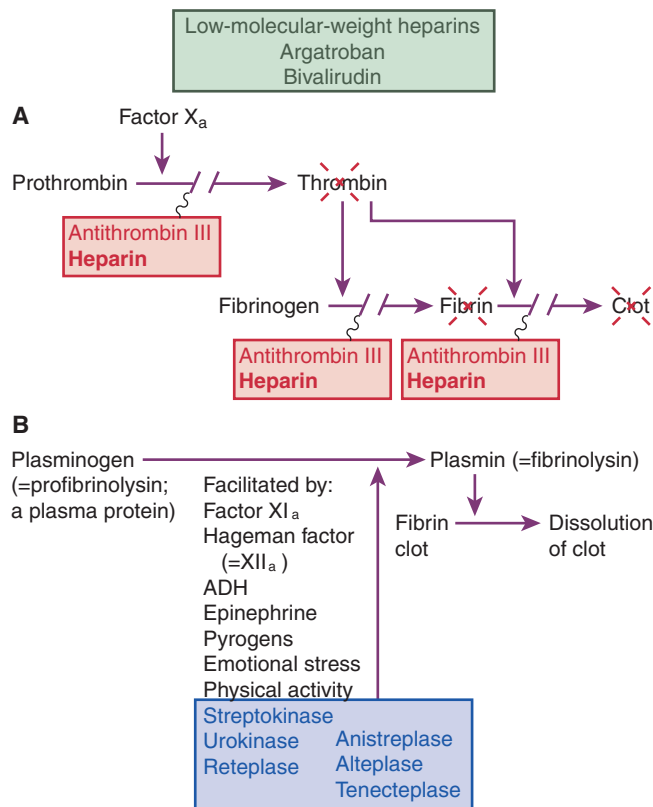 Low-molecular-weight heparins
Argatroban
Bivalirudin
A
Factor Xa
Prothrombin
Thrombin
Antithrombin III
Heparin
Fibrinogen
Fibrin
Clot
Antithrombin III
Heparin
Antithrombin III
Heparin
B
Plasminogen
(=profibrinolysin;
a plasma protein)
Plasmin (=fibrinolysin)
Facilitated by:
Factor XIa
Hageman factor
(=XIIa)
ADH
Epinephrine
Pyrogens
Emotional stress
Physical activity
Fibrin
clot
Dissolution
of clot
Streptokinase
Urokinase
Reteplase
Anistreplase
Alteplase
Tenecteplase